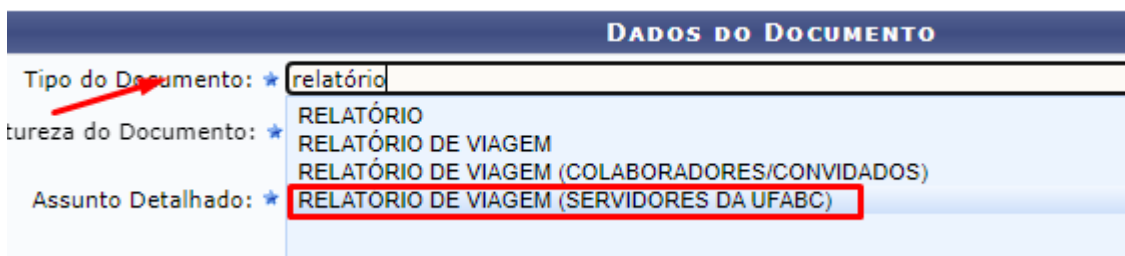 DADOS DO DOCUMENTO
Tipo do Documento: relatório
RELATÓRIO
tureza do Documento:
RELATÓRIO DE VIAGEM
RELATÓRIO DE VIAGEM (COLABORADORES/CONVIDADOS)
Assunto Detalhado: RELATORIO DE VIAGEM (SERVIDORES DA UFABC)